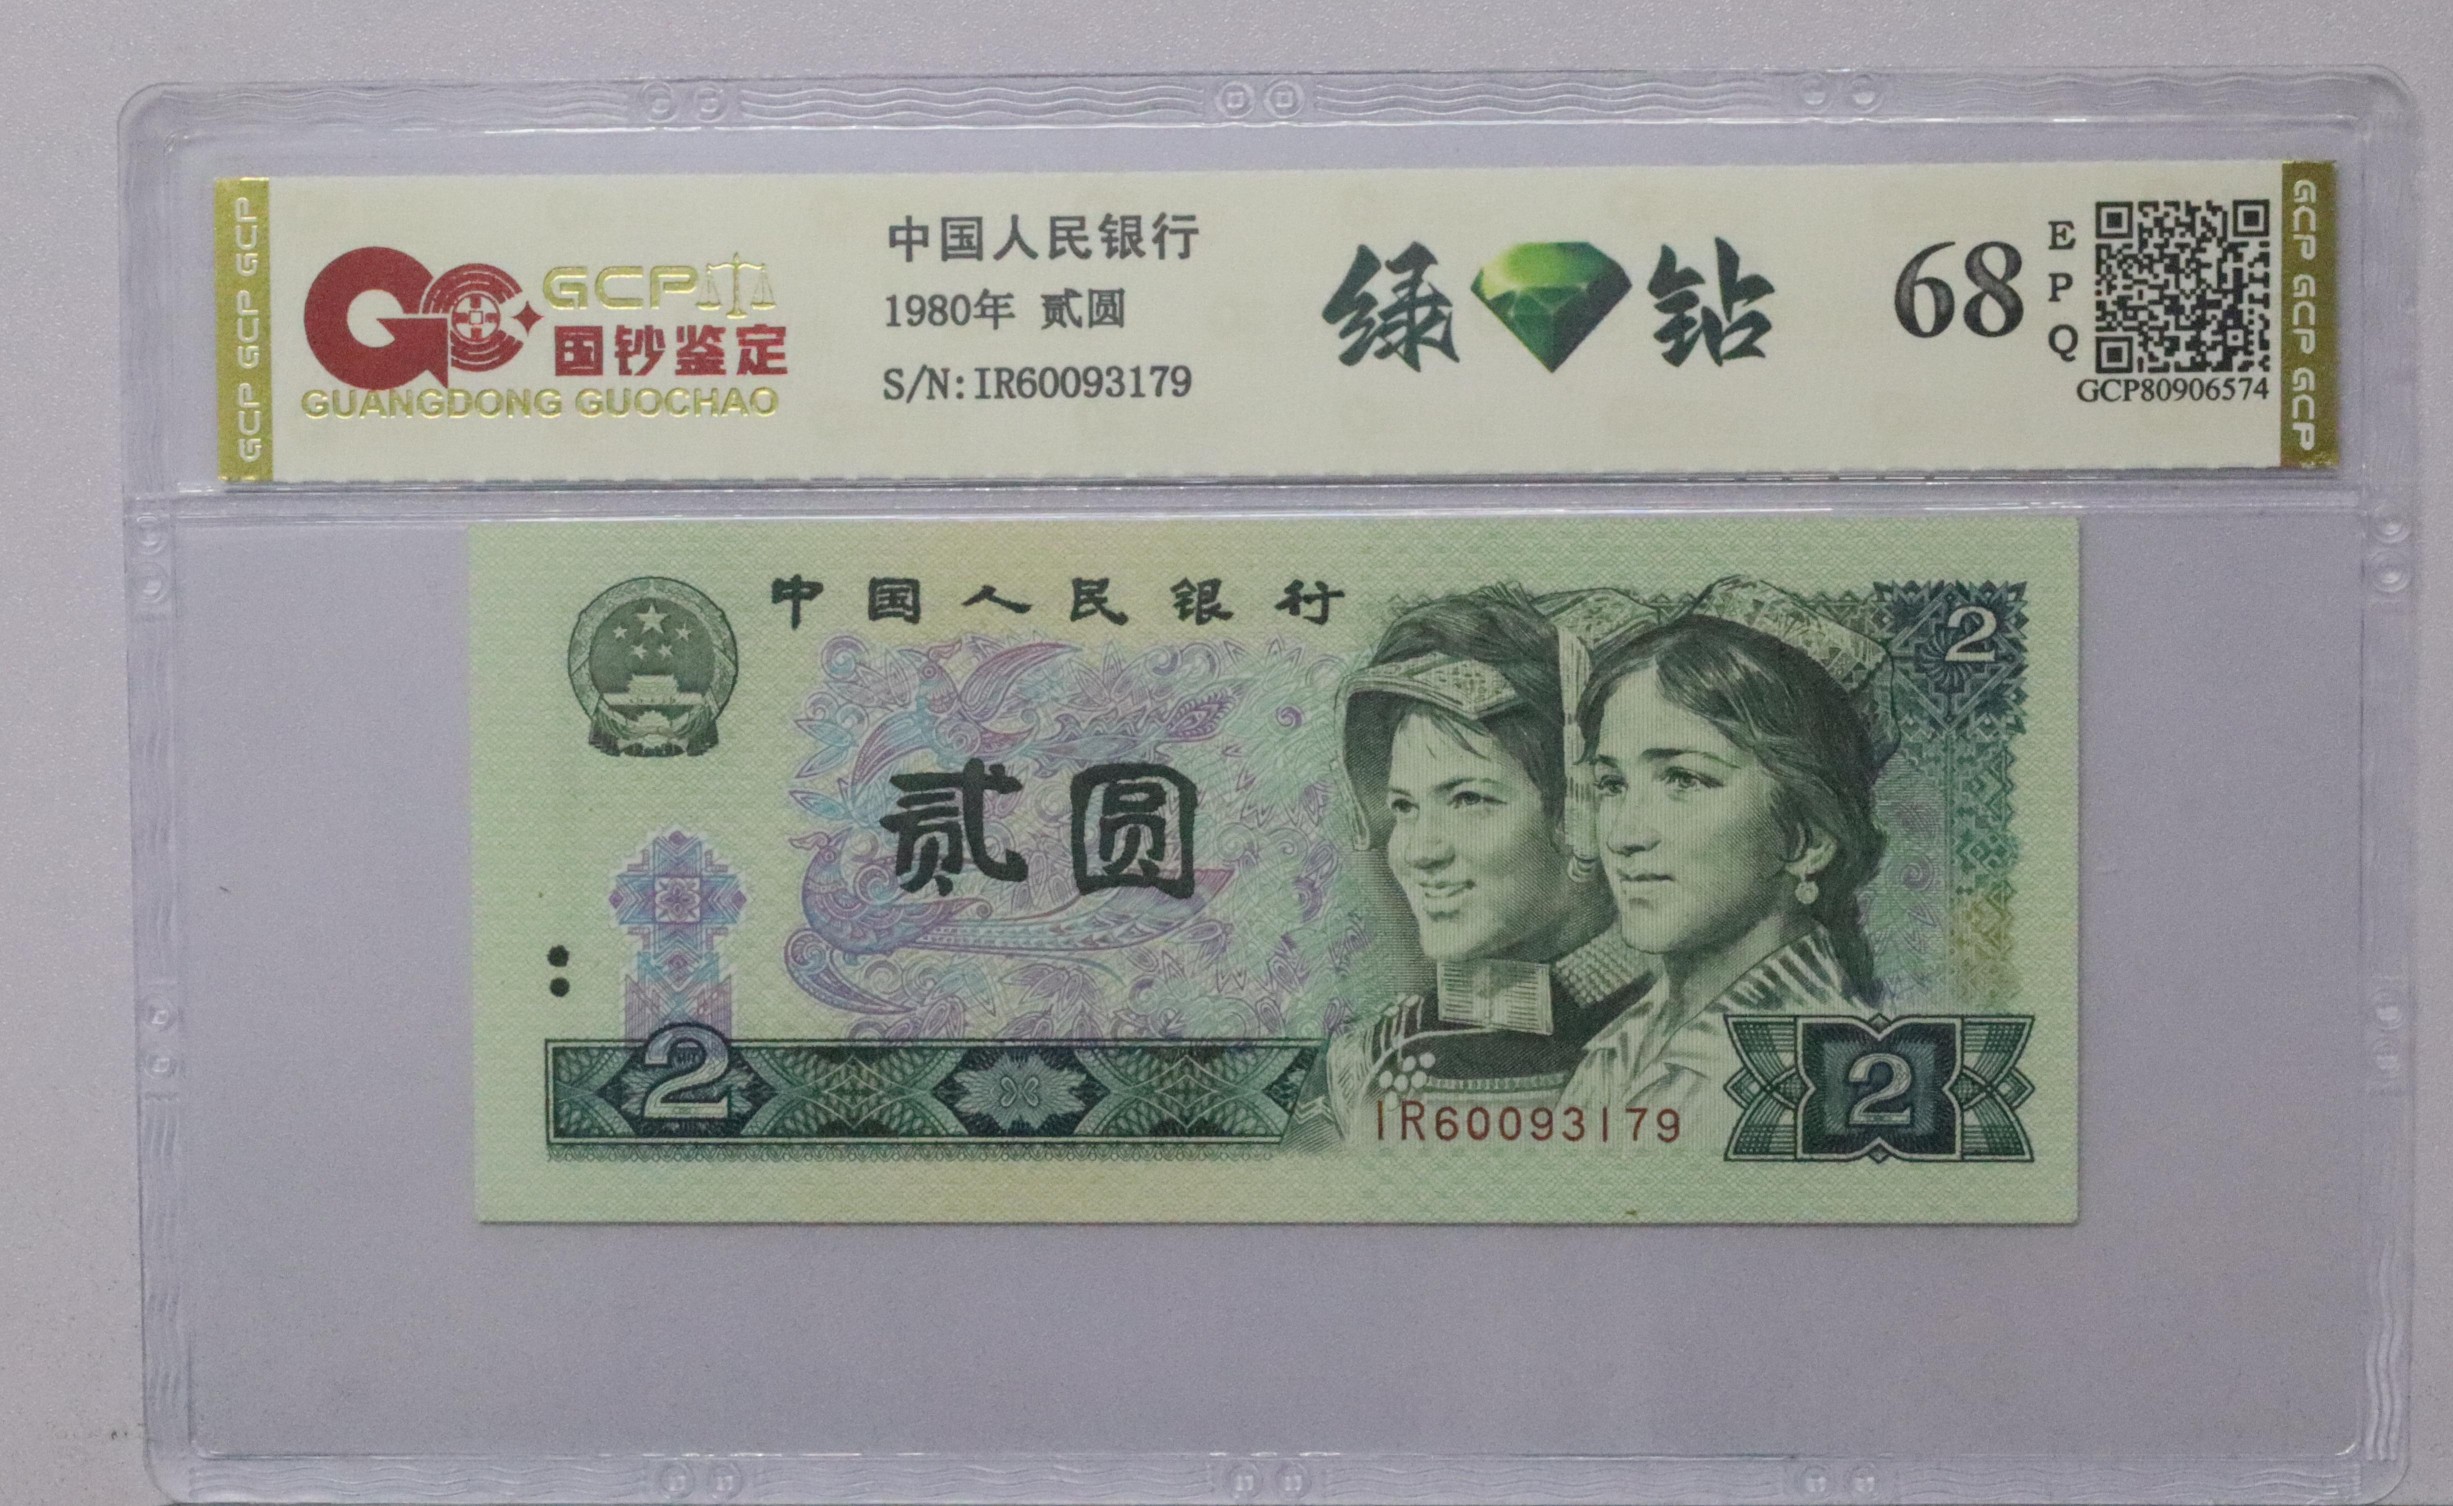 GCP GCP GCP
GCP
国钞鉴定
GUANGDONG GUOCHAO
中国人民银行
1980年 贰圆
S/N:IR60093179
绿钻
68
EPQ
GCP80906574
GCP GCP GCP
中国人民银行
2
贰圆
2
IR60093179
2